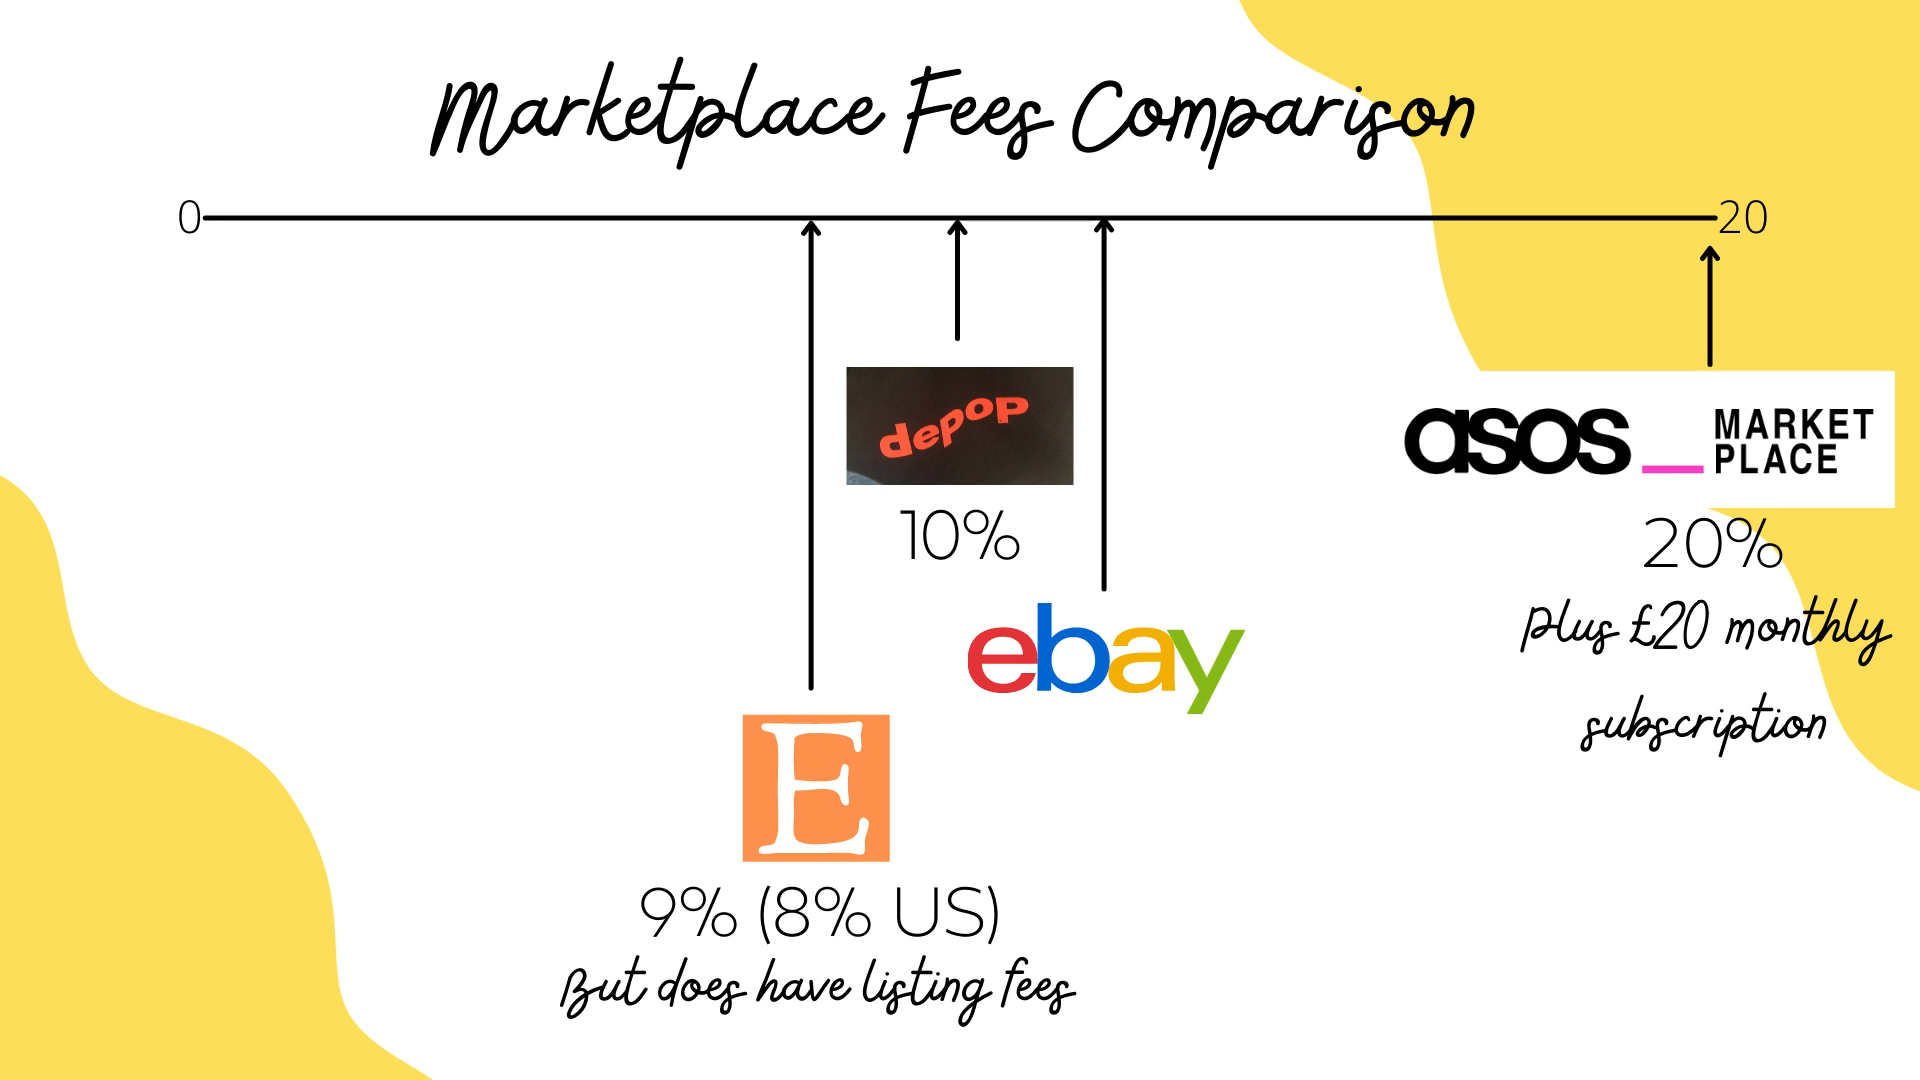 Marketplace Fees Comparison
0 20
depop
10%
asos MARKET
PLACE
20%
plus £20 monthly
subscription
ebay
E
9% (8% US)
But does have listing fees